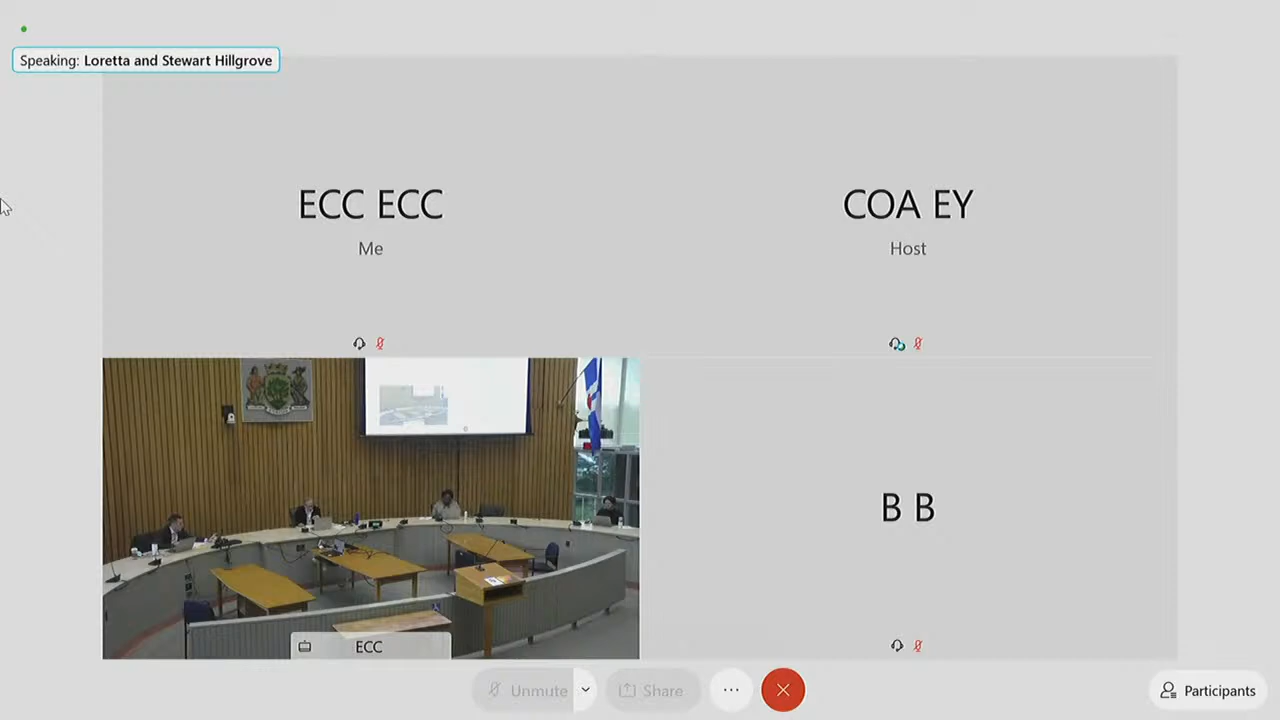 Speaking: Loretta and Stewart Hillgrove
ECC ECC
Me
COA EY
Host
B B
ECC
Unmute
Share
Participants